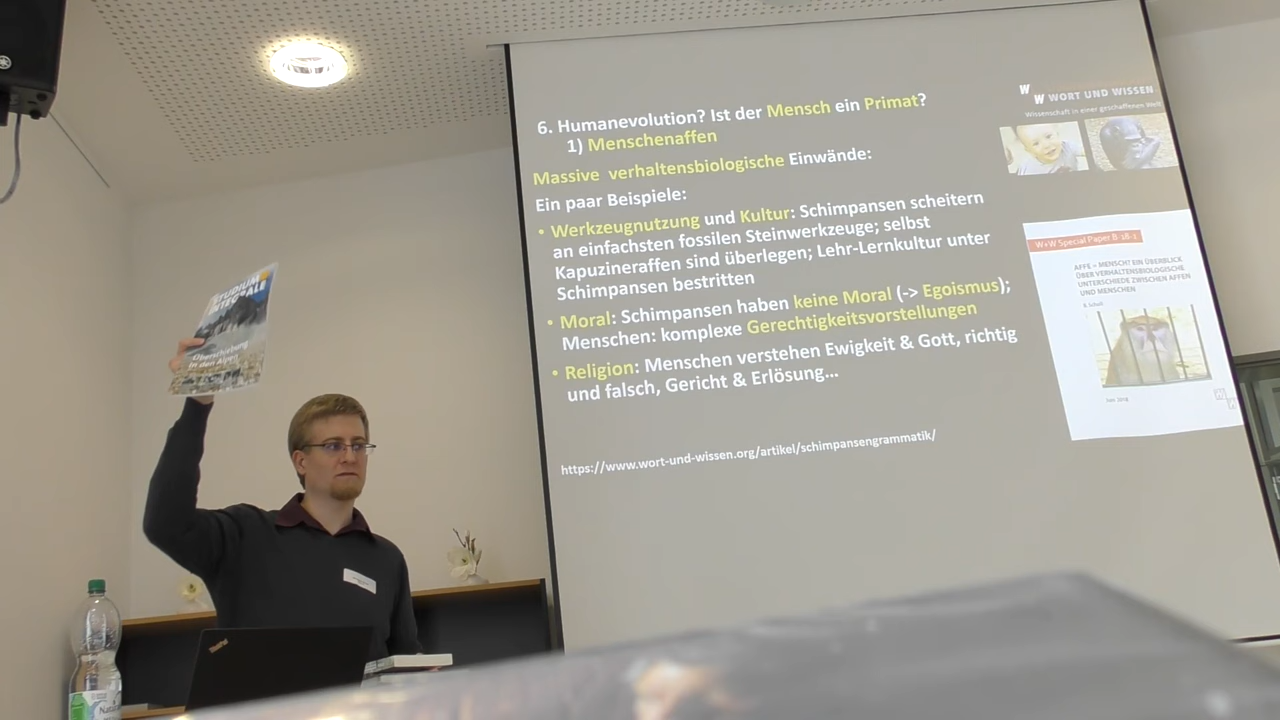 6. Humanevolution? Ist der Mensch ein Primat?
1) Menschenaffen
Massive verhaltensbiologische Einwände:
Ein paar Beispiele:
• Werkzeugnutzung und Kultur: Schimpansen scheitern
an einfachsten fossilen Steinwerkzeuge; selbst
Kapuzineraffen sind überlegen; Lehr-Lernkultur unter
Schimpansen bestritten
• Moral: Schimpansen haben keine Moral (-> Egoismus);
Menschen: komplexe Gerechtigkeitsvorstellungen
• Religion: Menschen verstehen Ewigkeit & Gott, richtig
und falsch, Gericht & Erlösung...
https://www.wort-und-wissen.org/artikel/schimpansengrammatik/
W W WORT UND WISSEN
Wissenschaft in einer geschaffenen Welt
W+W Special Paper B-18-1
AFFE = MENSCH? EIN ÜBERBLICK
ÜBER VERHALTENSBIOLOGISCHE
UNTERSCHIEDE ZWISCHEN AFFEN
UND MENSCHEN
STUDIUM
INTEGRALE
Überschiebung
in den Alpen
ThinkPad